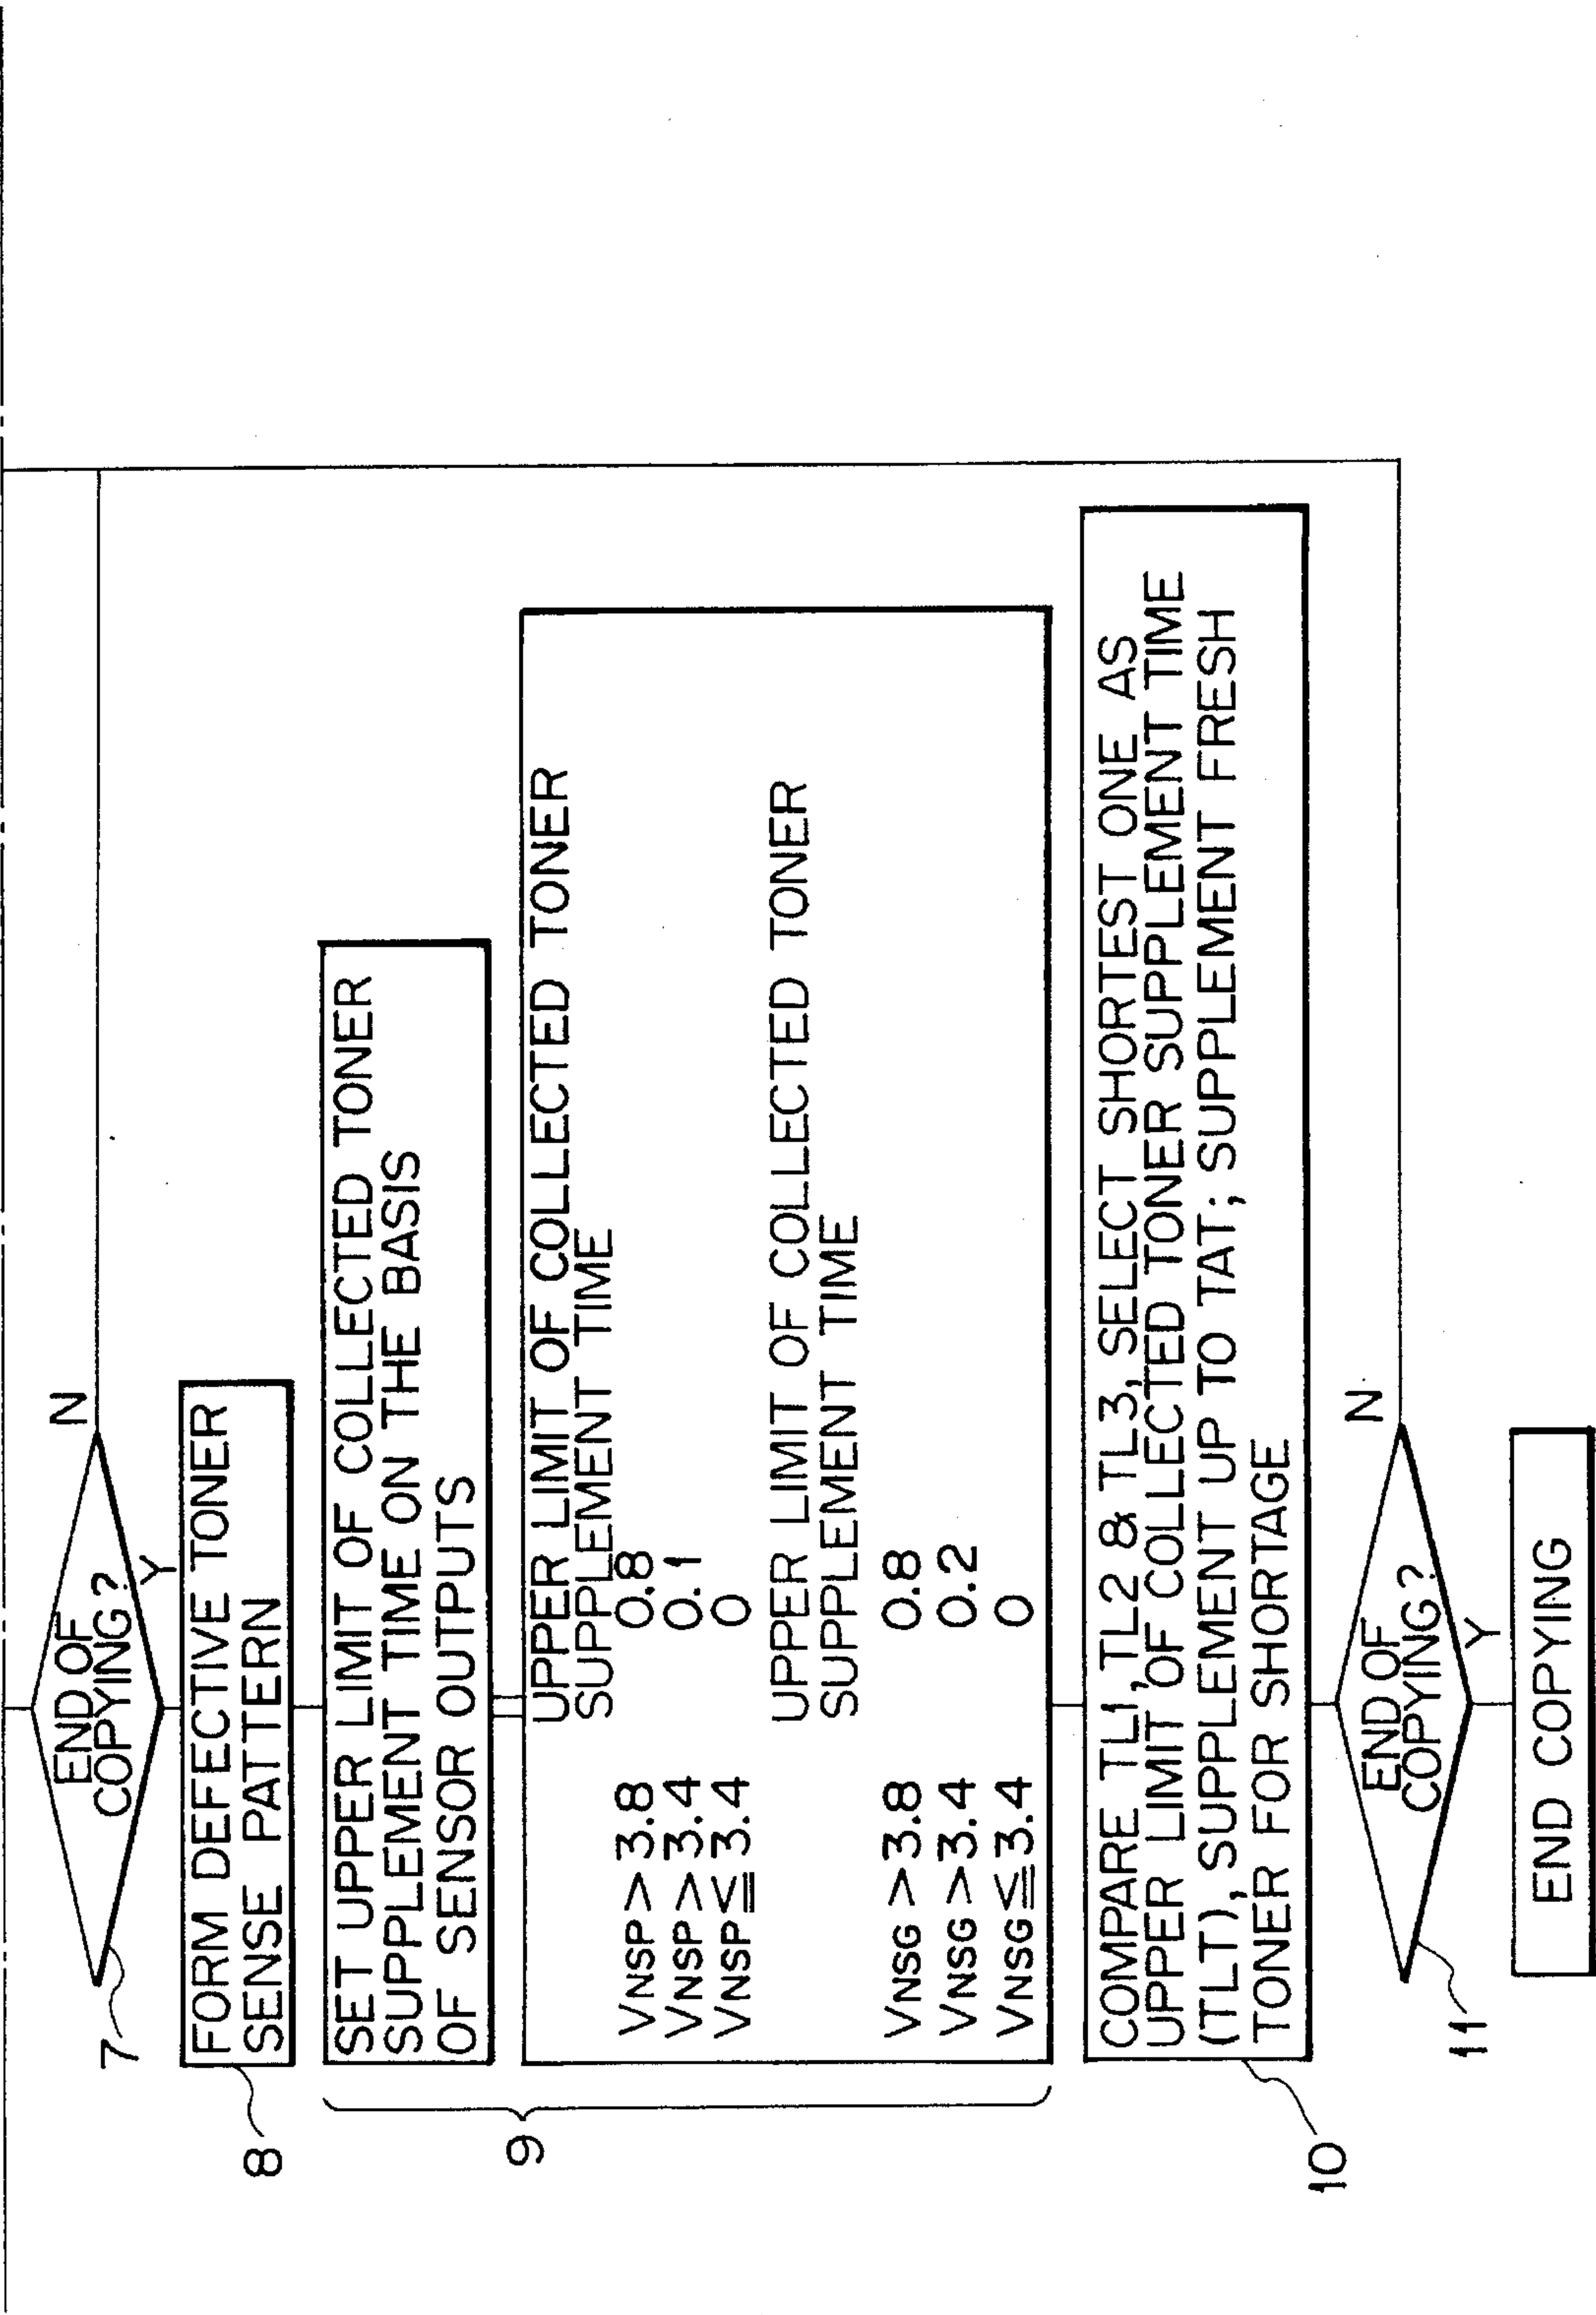 END OF
COPYING?
N
Y
7
FORM DEFECTIVE TONER
SENSE PATTERN
8
SET UPPER LIMIT OF COLLECTED TONER
SUPPLEMENT TIME ON THE BASIS
OF SENSOR OUTPUTS
9
UPPER LIMIT OF COLLECTED TONER
SUPPLEMENT TIME
VNSP > 3.8 0.8
VNSP > 3.4 0.1
VNSP ≦ 3.4 0
UPPER LIMIT OF COLLECTED TONER
SUPPLEMENT TIME
VNSG > 3.8 0.8
VNSG > 3.4 0.2
VNSG ≦ 3.4 0
COMPARE TL1, TL2 & TL3, SELECT SHORTEST ONE AS
UPPER LIMIT OF COLLECTED TONER SUPPLEMENT TIME
(TLT), SUPPLEMENT UP TO TAT; SUPPLEMENT FRESH
TONER FOR SHORTAGE
10
END OF
COPYING?
N
Y
11
END COPYING